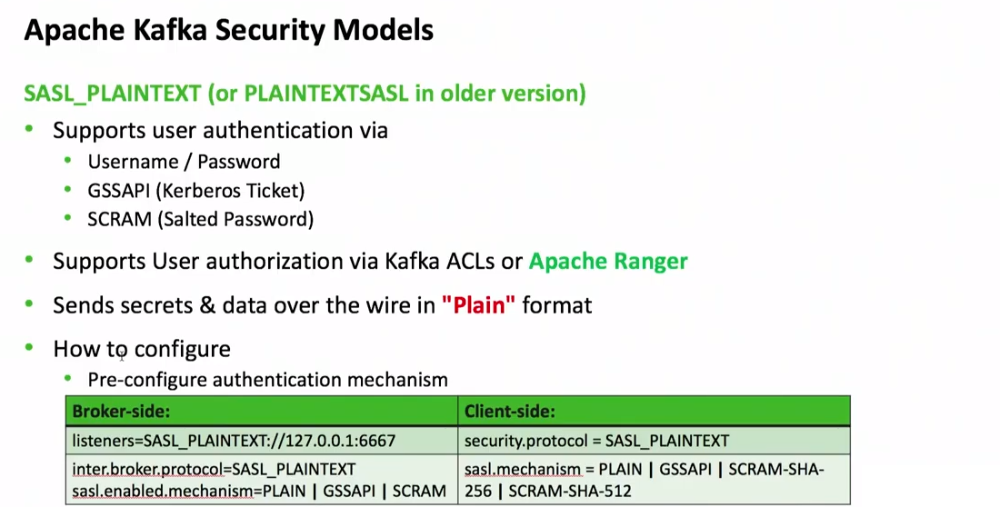 Apache Kafka Security Models
SASL_PLAINTEXT (or PLAINTEXTSASL in older version)
• Supports user authentication via
• Username / Password
• GSSAPI (Kerberos Ticket)
• SCRAM (Salted Password)
• Supports User authorization via Kafka ACLs or Apache Ranger
• Sends secrets & data over the wire in "Plain" format
• How to configure
• Pre-configure authentication mechanism
Broker-side:
Client-side:
listeners=SASL_PLAINTEXT://127.0.0.1:6667
security.protocol = SASL_PLAINTEXT
inter.broker.protocol=SASL_PLAINTEXT
sasl.enabled.mechanism=PLAIN | GSSAPI | SCRAM
sasl.mechanism = PLAIN | GSSAPI | SCRAM-SHA-
256 | SCRAM-SHA-512